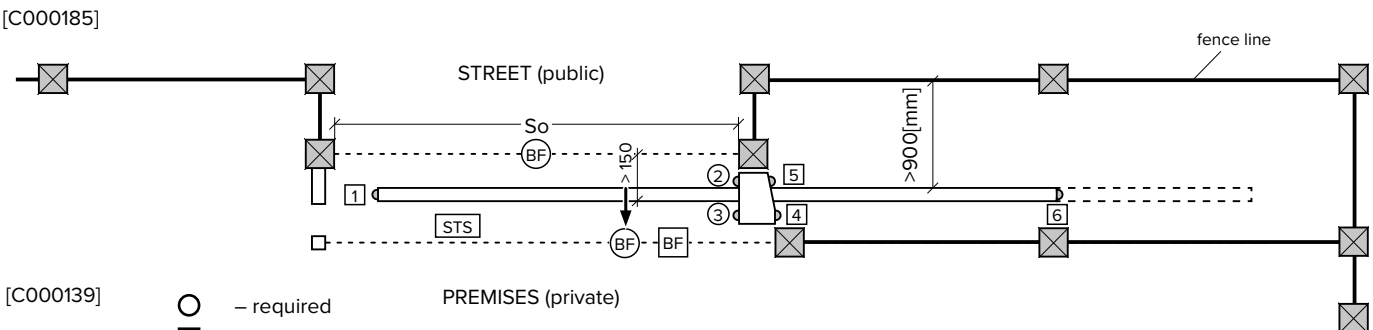 [C000185]
fence line
STREET (public)
>900[mm]
So
BF
>150
2
5
1
3
4
6
STS
BF
BF
[C000139]
– required
PREMISES (private)